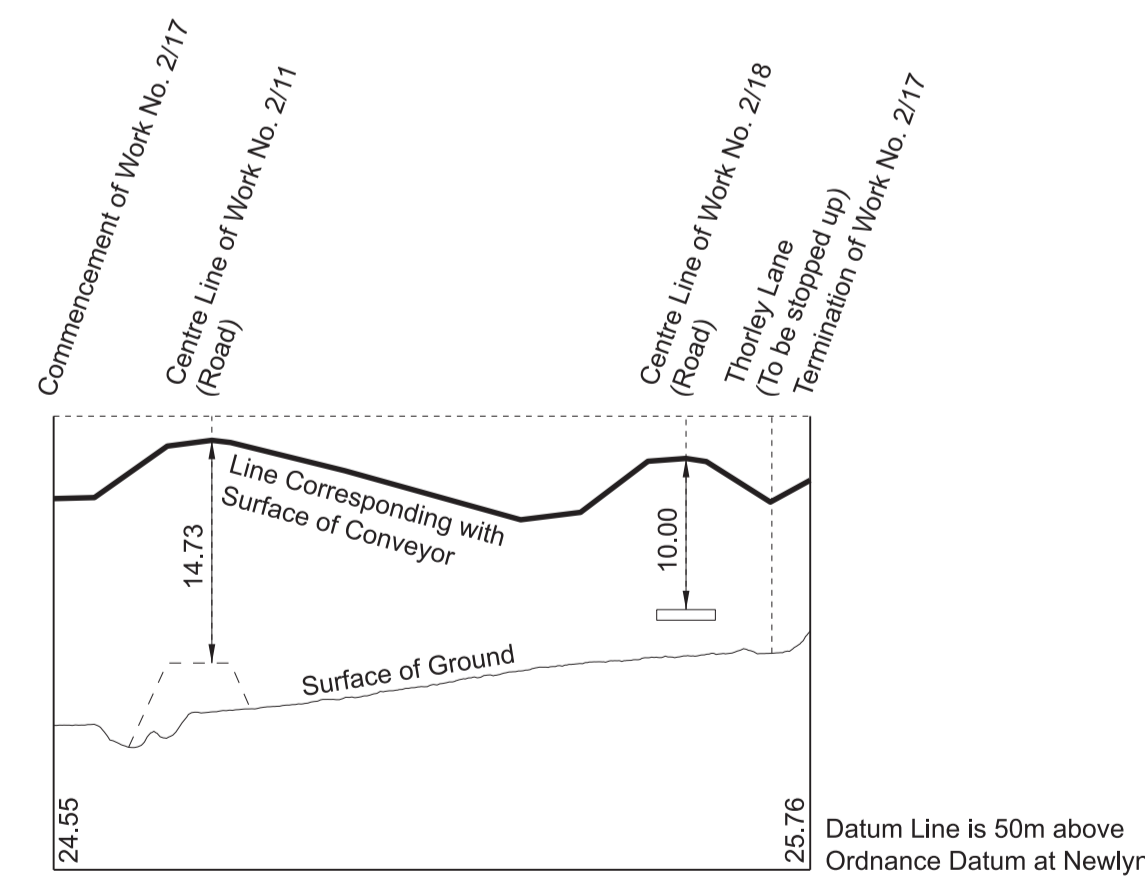 Commencement of Work No. 2/17
Centre Line of Work No. 2/11
(Road)
Centre Line of Work No. 2/18
(Road)
Thorley Lane
(To be stopped up)
Termination of Work No. 2/17
Line Corresponding with
Surface of Conveyor
14.73
10.00
Surface of Ground
24.55
25.76
Datum Line is 50m above
Ordnance Datum at Newlyn